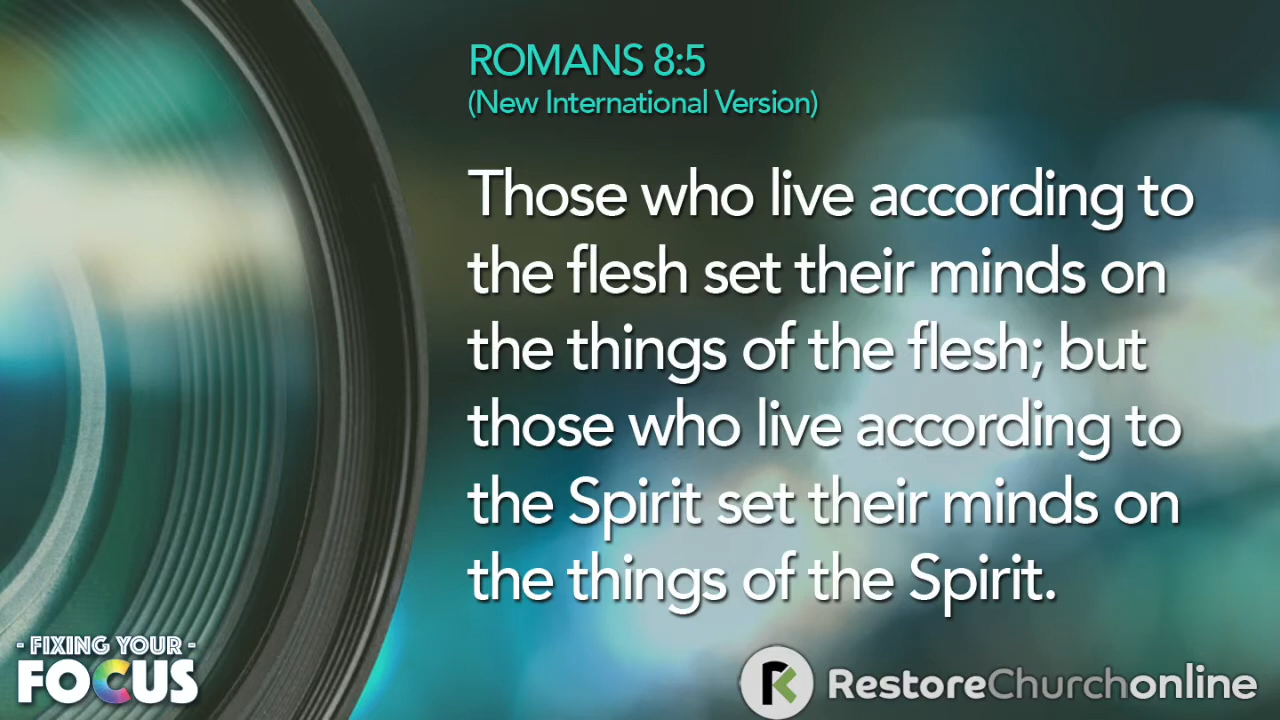 ROMANS 8:5
(New International Version)
Those who live according to
the flesh set their minds on
the things of the flesh; but
those who live according to
the Spirit set their minds on
the things of the Spirit.
- FIXING YOUR -
FOCUS
RestoreChurchonline